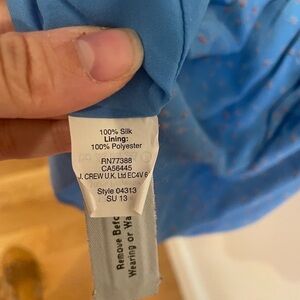 100% Silk
Lining:
100% Polyester
RN77388
CA56445
J. CREW U.K. Ltd EC4V 6
Style 04313
SU 13
Remove Befo
Wearing or Wa